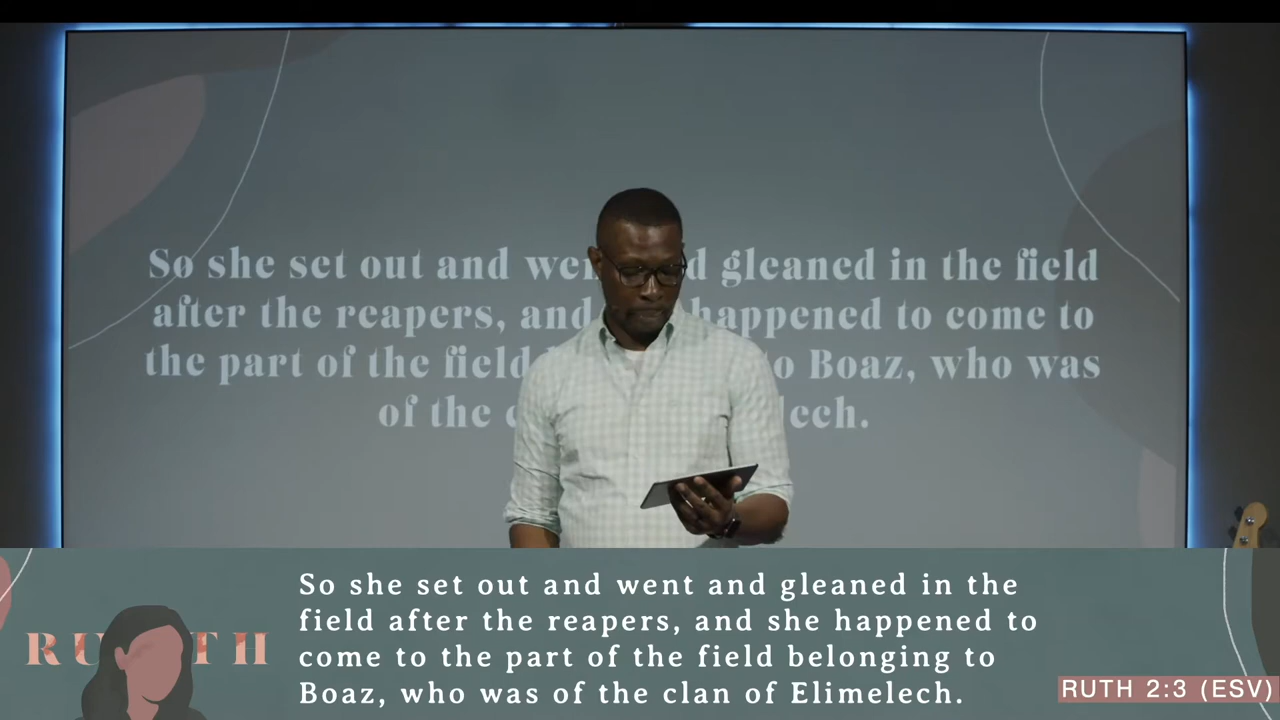 So she set out and wen d gleaned in the field
after the reapers, and happened to come to
the part of the field o Boaz, who was
of the c lech.
RUTH
So she set out and went and gleaned in the
field after the reapers, and she happened to
come to the part of the field belonging to
Boaz, who was of the clan of Elimelech.
RUTH 2:3 (ESV)